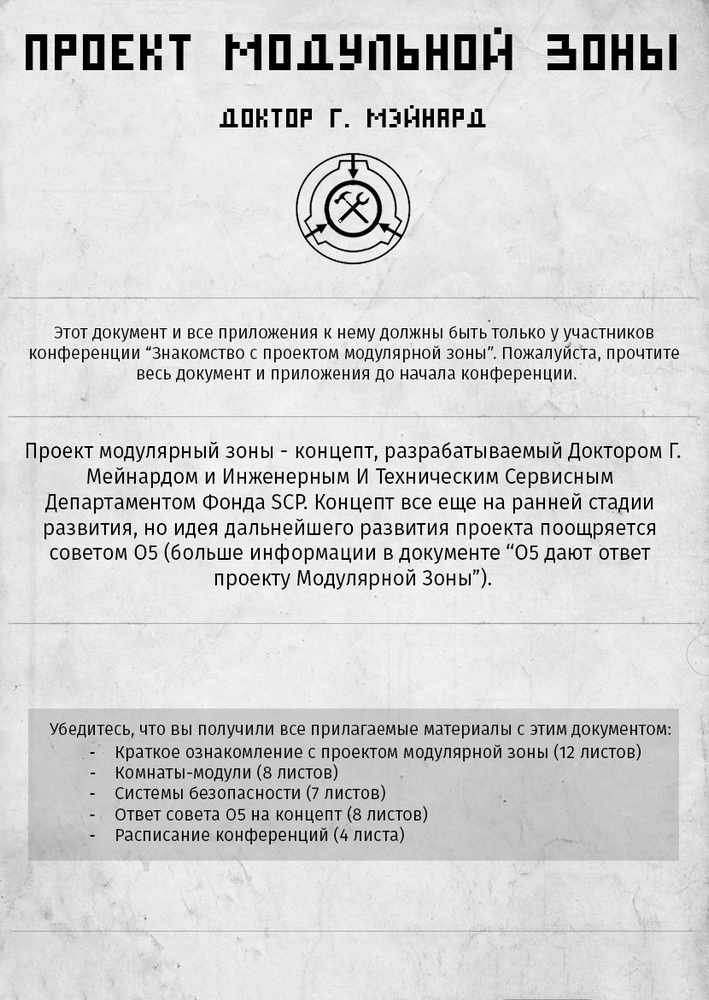 ПРОЕКТ МОДУЛЬНОЙ ЗОНЫ
ДОКТОР Г. МЭЙНАРД
Этот документ и все приложения к нему должны быть только у участников
конференции “Знакомство с проектом модулярной зоны”. Пожалуйста, прочтите
весь документ и приложения до начала конференции.
Проект модулярный зоны - концепт, разрабатываемый Доктором Г.
Мейнардом и Инженерным И Техническим Сервисным
Департаментом Фонда SCP. Концепт все еще на ранней стадии
развития, но идея дальнейшего развития проекта поощряется
советом О5 (больше информации в документе “О5 дают ответ
проекту Модулярной Зоны”).
Убедитесь, что вы получили все прилагаемые материалы с этим документом:
- Краткое ознакомление с проектом модулярной зоны (12 листов)
- Комнаты-модули (8 листов)
- Системы безопасности (7 листов)
- Ответ совета О5 на концепт (8 листов)
- Расписание конференций (4 листа)